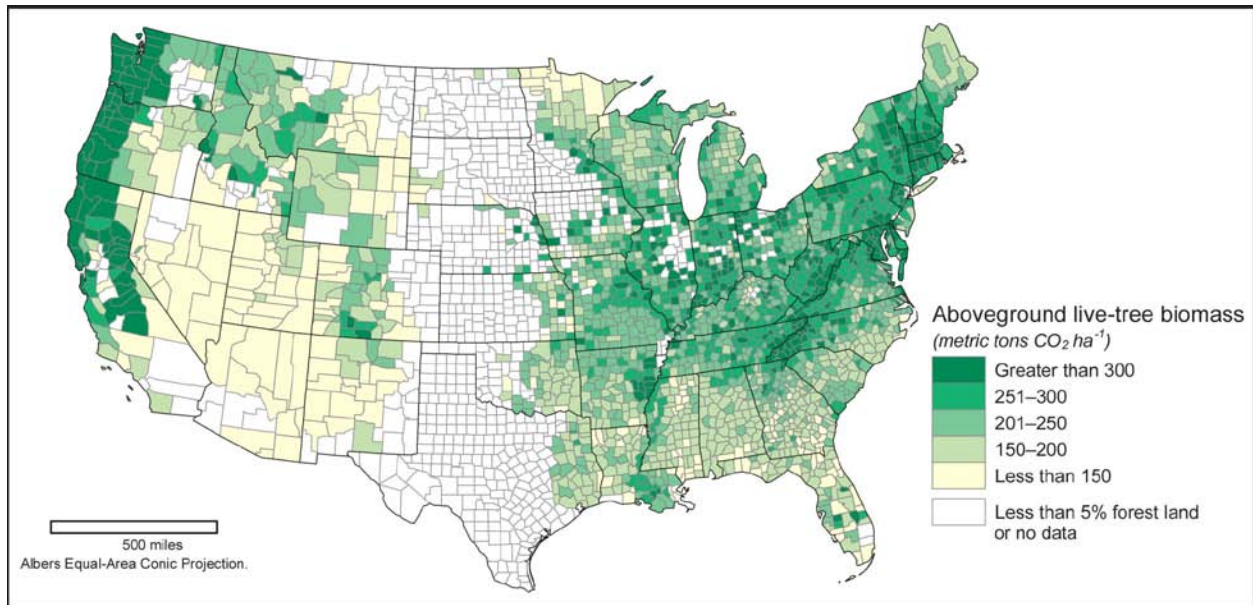 Aboveground live-tree biomass
(metric tons CO₂ ha⁻¹)
Greater than 300
251–300
201–250
150–200
Less than 150
Less than 5% forest land
or no data
500 miles
Albers Equal-Area Conic Projection.